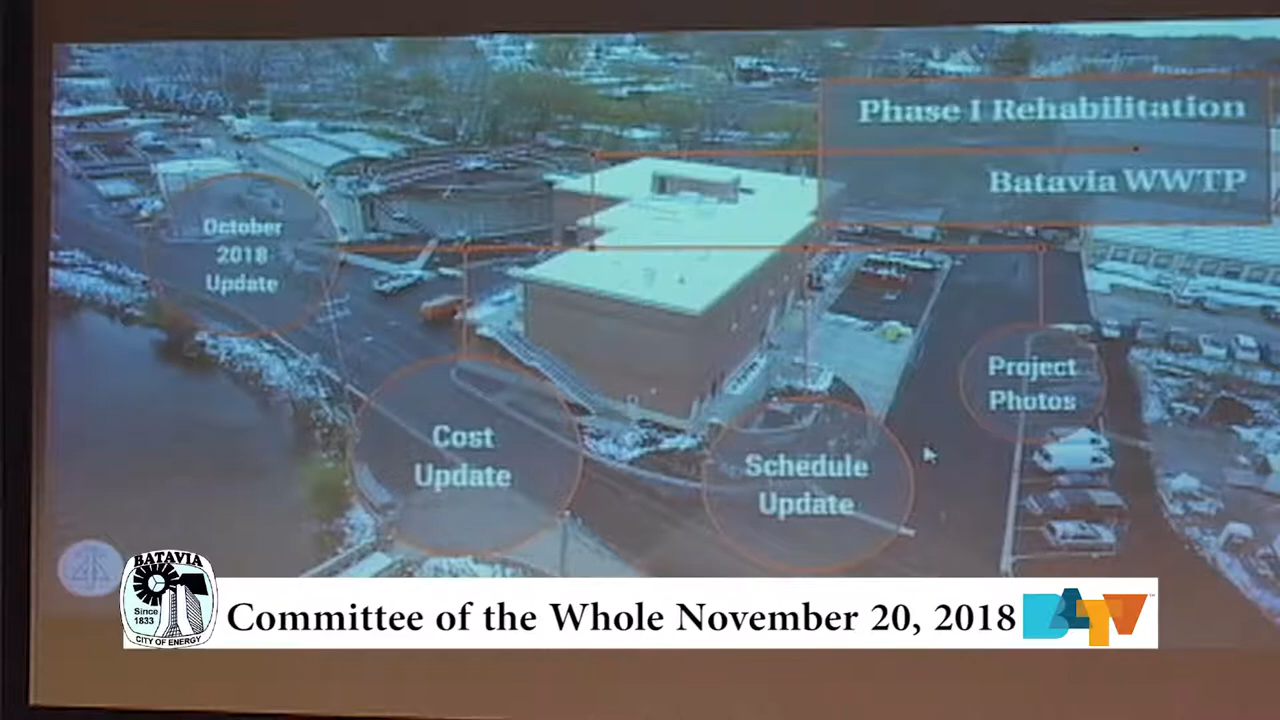 Phase I Rehabilitation
Batavia WWTP
October
2018
Update
Cost
Update
Schedule
Update
Project
Photos
BATAVIA
Since
1833
CITY OF ENERGY
Committee of the Whole November 20, 2018
BATV